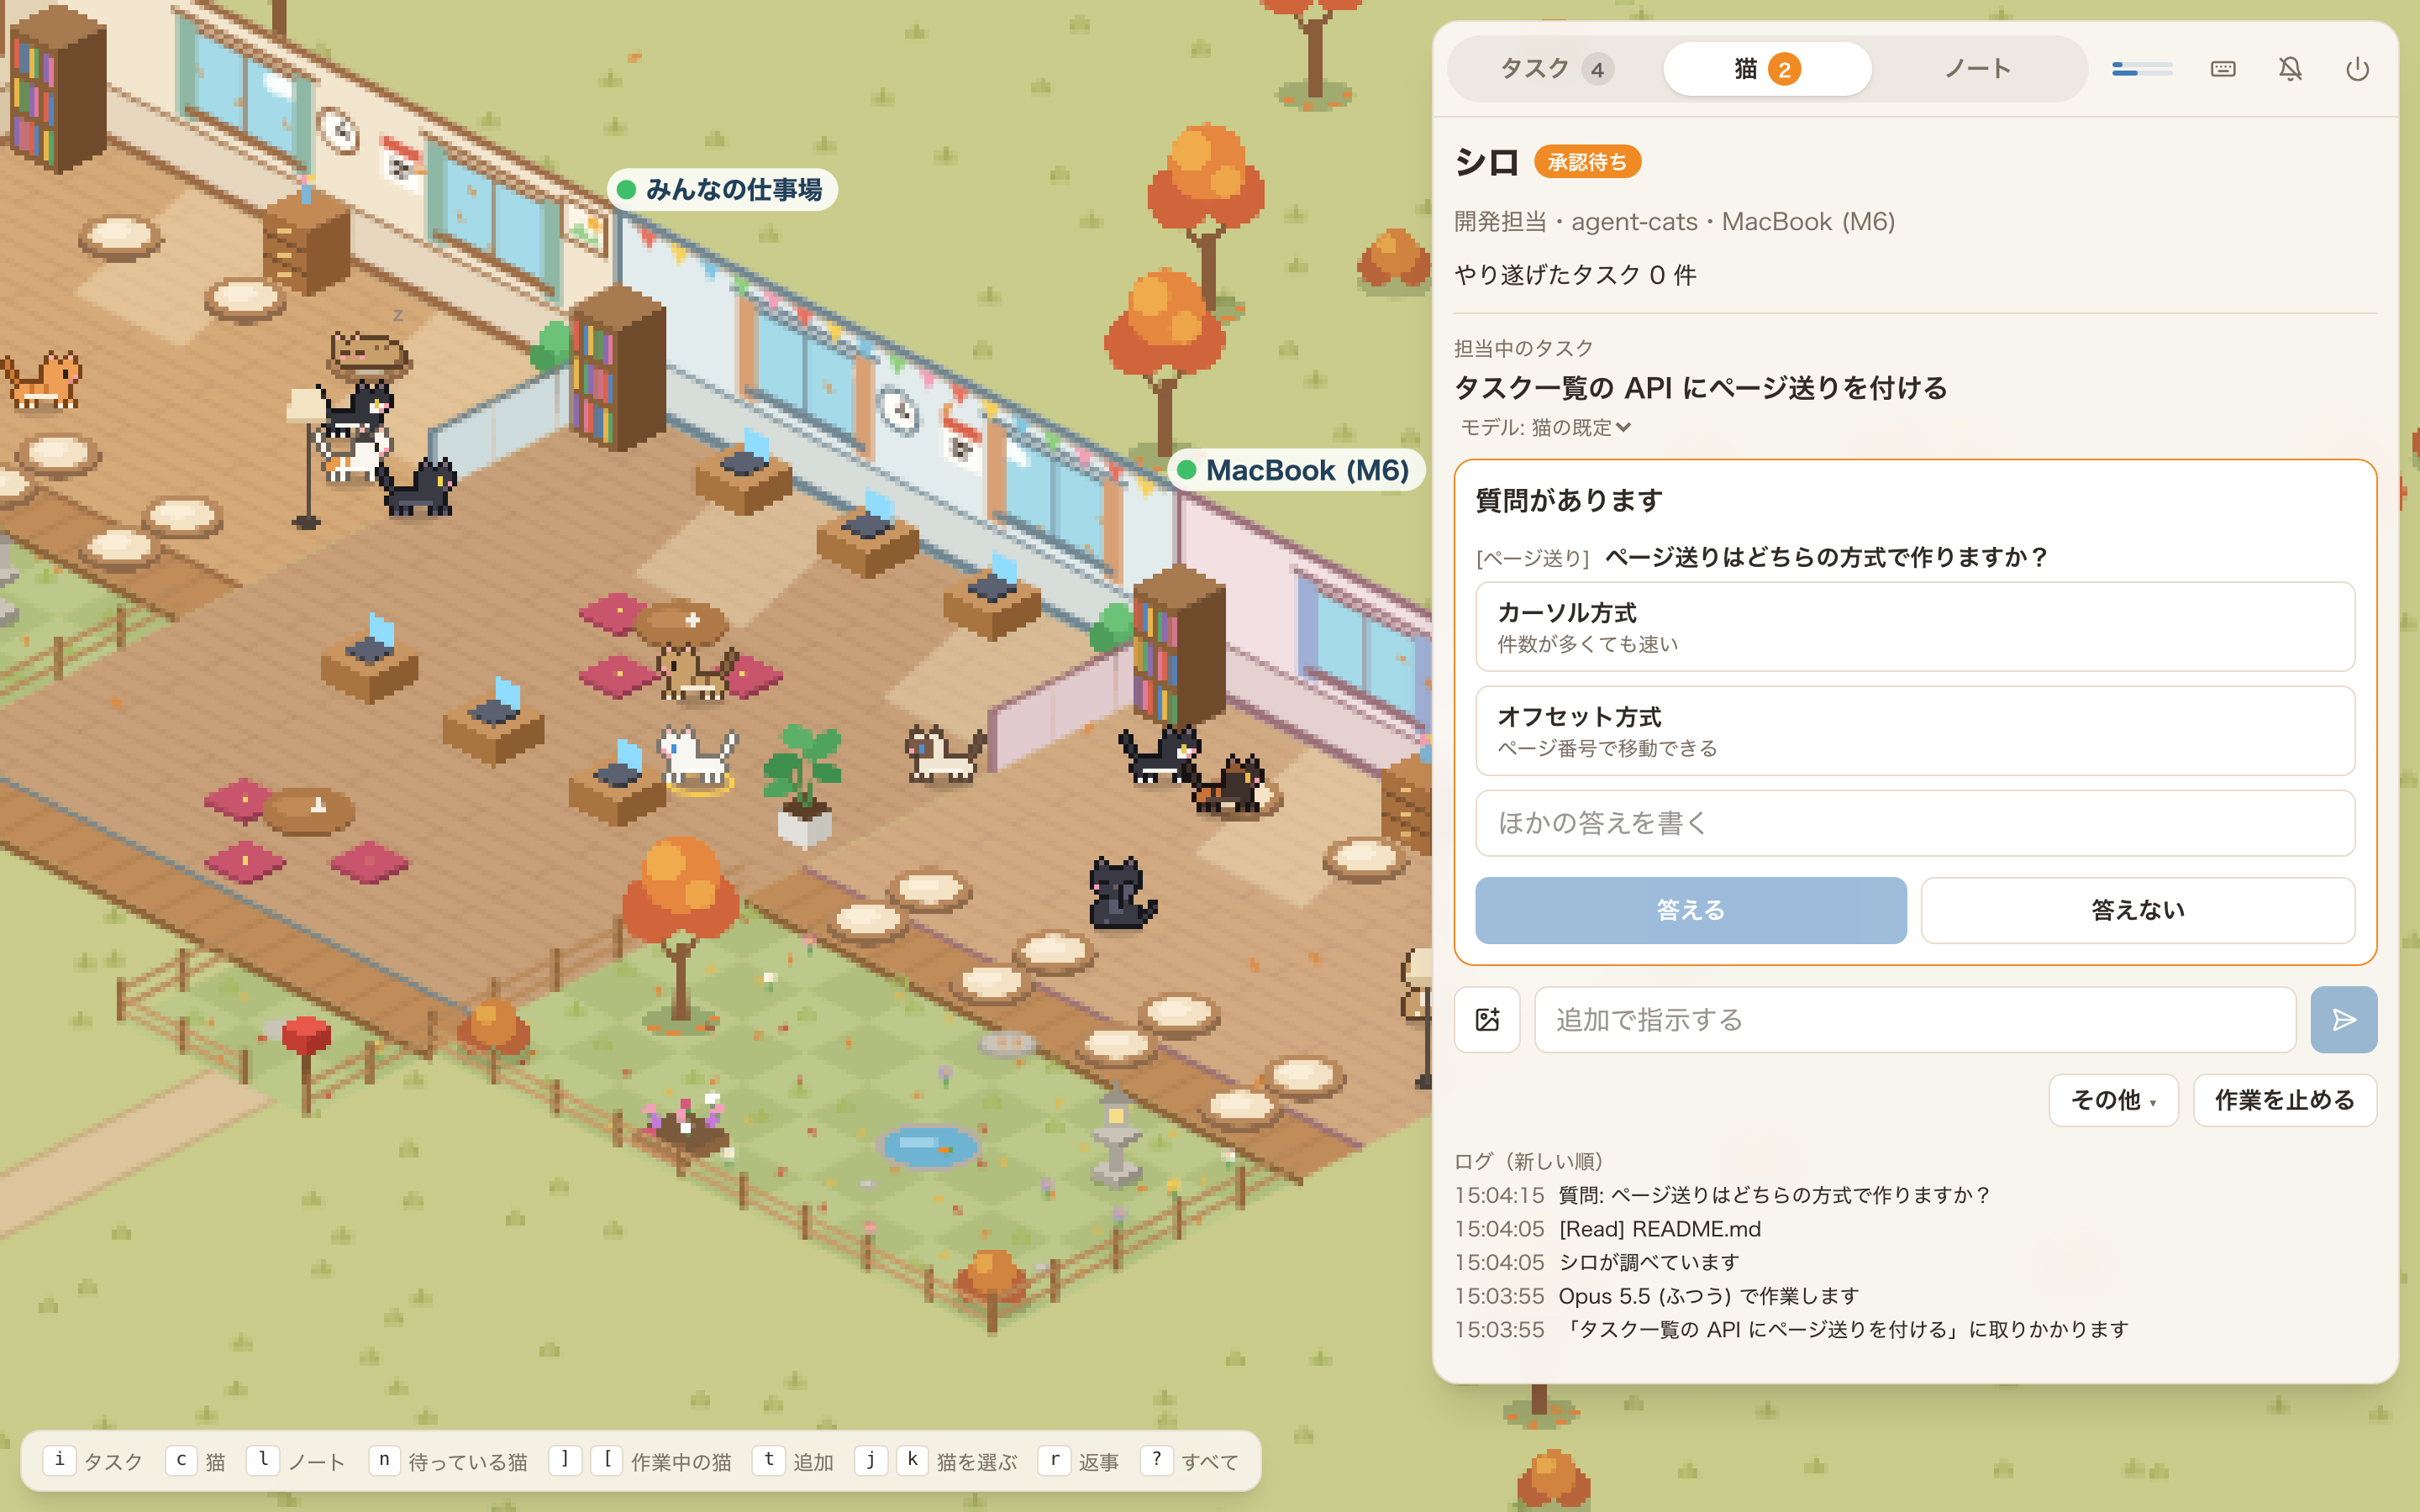 みんなの仕事場
MacBook (M6)
z
タスク 4
猫 2
ノート
シロ 承認待ち
開発担当・agent-cats・MacBook (M6)
やり遂げたタスク 0 件
担当中のタスク
タスク一覧の API にページ送りを付ける
モデル: 猫の既定
質問があります
[ページ送り] ページ送りはどちらの方式で作りますか？
カーソル方式
件数が多くても速い
オフセット方式
ページ番号で移動できる
ほかの答えを書く
答える
答えない
追加で指示する
その他 ▾
作業を止める
ログ（新しい順）
15:04:15 質問: ページ送りはどちらの方式で作りますか？
15:04:05 [Read] README.md
15:04:05 シロが調べています
15:03:55 Opus 5.5 (ふつう) で作業します
15:03:55 「タスク一覧の API にページ送りを付ける」に取りかかります
i タスク c 猫 l ノート n 待っている猫 ] [ 作業中の猫 t 追加 j k 猫を選ぶ r 返事 ? すべて